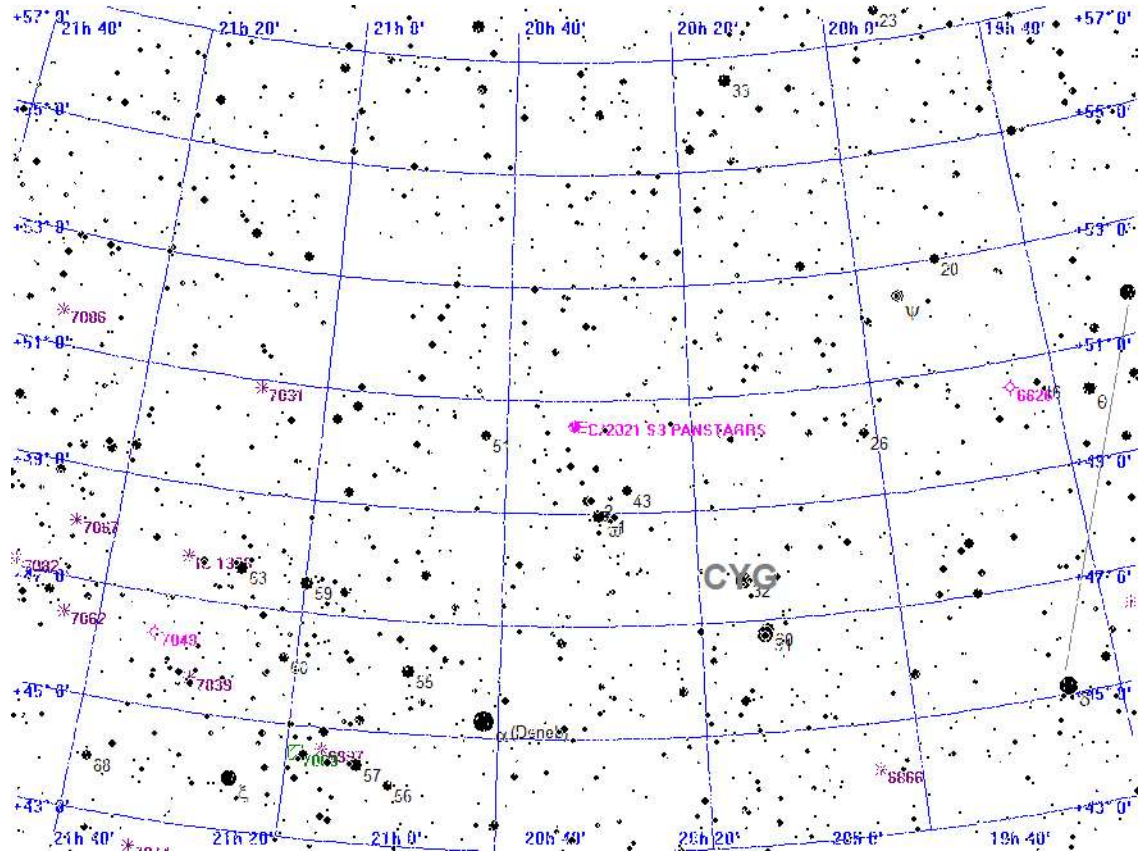 +57° 0' 21h 40' 21h 20' 21h 0' 20h 40' 20h 20' 20h 0' 23 19h 40' +57° 0'
33
+55° 0' +55° 0'
+53° 0' +53° 0'
20
ψ
7086
+51° 0' +51° 0'
7031 6826 16 θ
C/2021 S3 PANSTARRS
51 26
+49° 0' +49° 0'
43
2
ω1
7067
IC 1369
7082 63 CYG +47° 0'
+47° 0' 59 32
7062
7048 30
31
60
7039 55
+45° 0' δ +45° 0'
α (Deneb)
68 6997 57 6866
ξ 56
+43° 0' +43° 0'
21h 40' 21h 20' 21h 0' 20h 40' 20h 20' 20h 0' 19h 40'